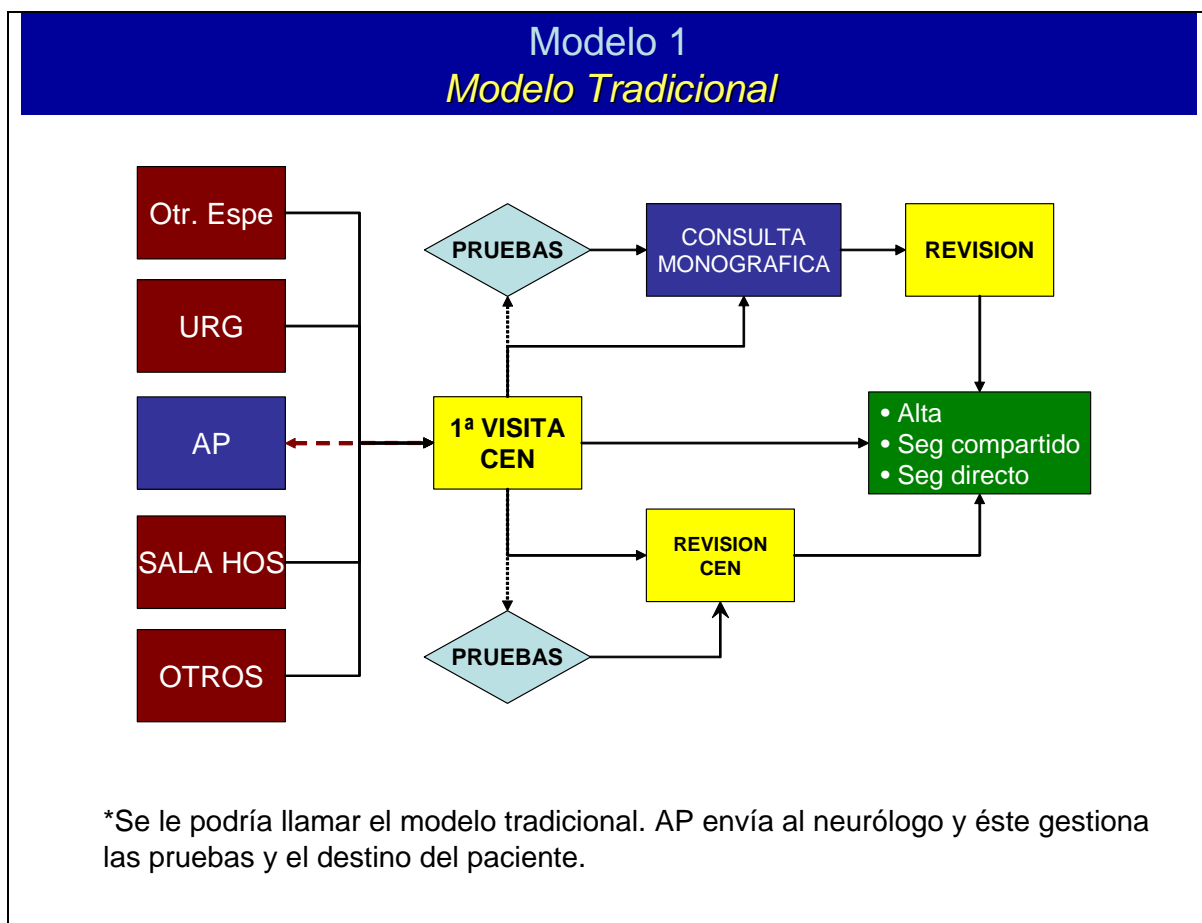 Modelo 1
Modelo Tradicional
Otr. Espe
URG
AP
SALA HOS
OTROS
1ª VISITA
CEN
PRUEBAS
CONSULTA
MONOGRAFICA
REVISION
• Alta
• Seg compartido
• Seg directo
REVISION
CEN
PRUEBAS
*Se le podría llamar el modelo tradicional. AP envía al neurólogo y éste gestiona
las pruebas y el destino del paciente.